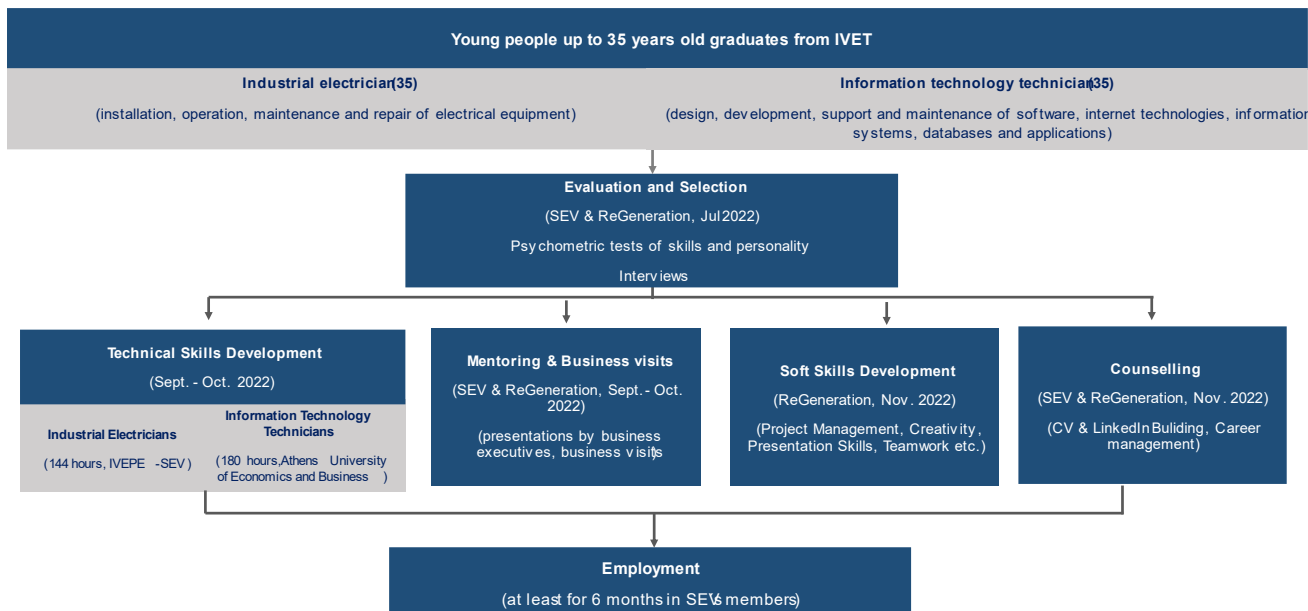 Young people up to 35 years old graduates from IVET
Industrial electrician(35)
(installation, operation, maintenance and repair of electrical equipment)
Information technology technician(35)
(design, development, support and maintenance of software, internet technologies, information
systems, databases and applications)
Evaluation and Selection
(SEV & ReGeneration, Jul 2022)
Psychometric tests of skills and personality
Interviews
Technical Skills Development
(Sept. - Oct. 2022)
Industrial Electricians
(144 hours, IVEPE -SEV)
Information Technology
Technicians
(180 hours,Athens University
of Economics and Business )
Mentoring & Business visits
(SEV & ReGeneration, Sept. - Oct.
2022)
(presentations by business
executives, business visits
Soft Skills Development
(ReGeneration, Nov. 2022)
(Project Management, Creativity,
Presentation Skills, Teamwork etc.)
Counselling
(SEV & ReGeneration, Nov. 2022)
(CV & LinkedIn Buliding, Career
management)
Employment
(at least for 6 months in SEV's members)